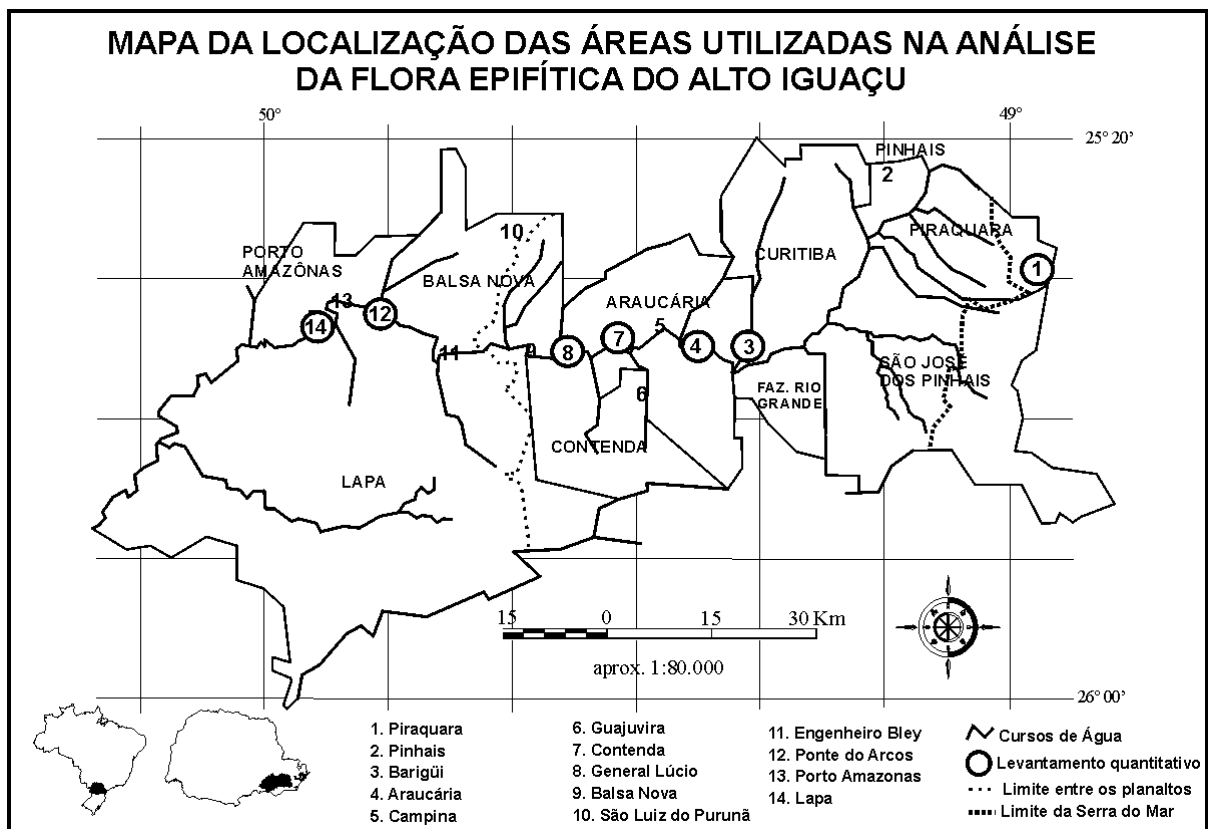 MAPA DA LOCALIZAÇÃO DAS ÁREAS UTILIZADAS NA ANÁLISE
DA FLORA EPIFÍTICA DO ALTO IGUAÇU
50°
49°
25° 20'
PINHAIS
2
10
PORTO
AMAZÔNAS
PIRAQUARA
CURITIBA
1
BALSA NOVA
ARAUCÁRIA
13
12
14
5
7
4
3
11
9
8
SÃO JOSÉ
DOS PINHAIS
6
FAZ. RIO
GRANDE
CONTENDA
LAPA
15 0 15 30 Km
aprox. 1:80.000
26° 00'
1. Piraquara
2. Pinhais
3. Barigüi
4. Araucária
5. Campina
6. Guajuvira
7. Contenda
8. General Lúcio
9. Balsa Nova
10. São Luiz do Purunã
11. Engenheiro Bley
12. Ponte do Arcos
13. Porto Amazonas
14. Lapa
Cursos de Água
Levantamento quantitativo
Limite entre os planaltos
Limite da Serra do Mar